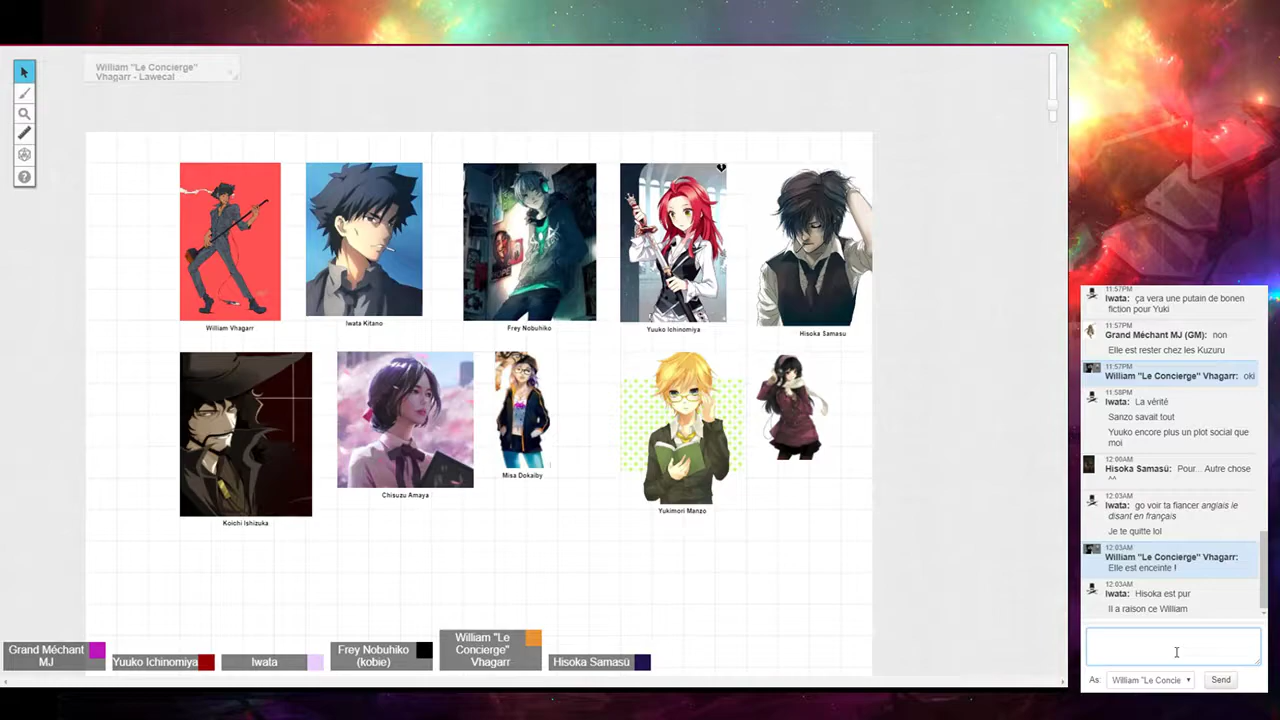 William "Le Concierge"
Vhagarr - Lawecal
William Vhagarr
Iwata Kitano
Frey Nobuhiko
Yuuko Ichinomiya
Hisoka Samasu
Koichi Ishizuka
Chisuzu Amaya
Misa Dokaiby
Yukimori Manzo
Grand Méchant
MJ
Yuuko Ichinomiya
Iwata
Frey Nobuhiko
(kobie)
William "Le
Concierge"
Vhagarr
Hisoka Samasù
11:57PM
Iwata: ça vera une putain de bonen
fiction pour Yuki
11:57PM
Grand Méchant MJ (GM): non
Elle est rester chez les Kuzuru
11:57PM
William "Le Concierge" Vhagarr: oki
11:58PM
Iwata: La vérité
Sanzo savait tout
Yuuko encore plus un plot social que
moi
12:00AM
Hisoka Samasù: Pour... Autre chose
^^
12:03AM
Iwata: go voir ta fiancer anglais le
disant en français
Je te quitte lol
12:03AM
William "Le Concierge" Vhagarr:
Elle est enceinte !
12:03AM
Iwata: Hisoka est pur
Il a raison ce William
As: William "Le Concie
Send